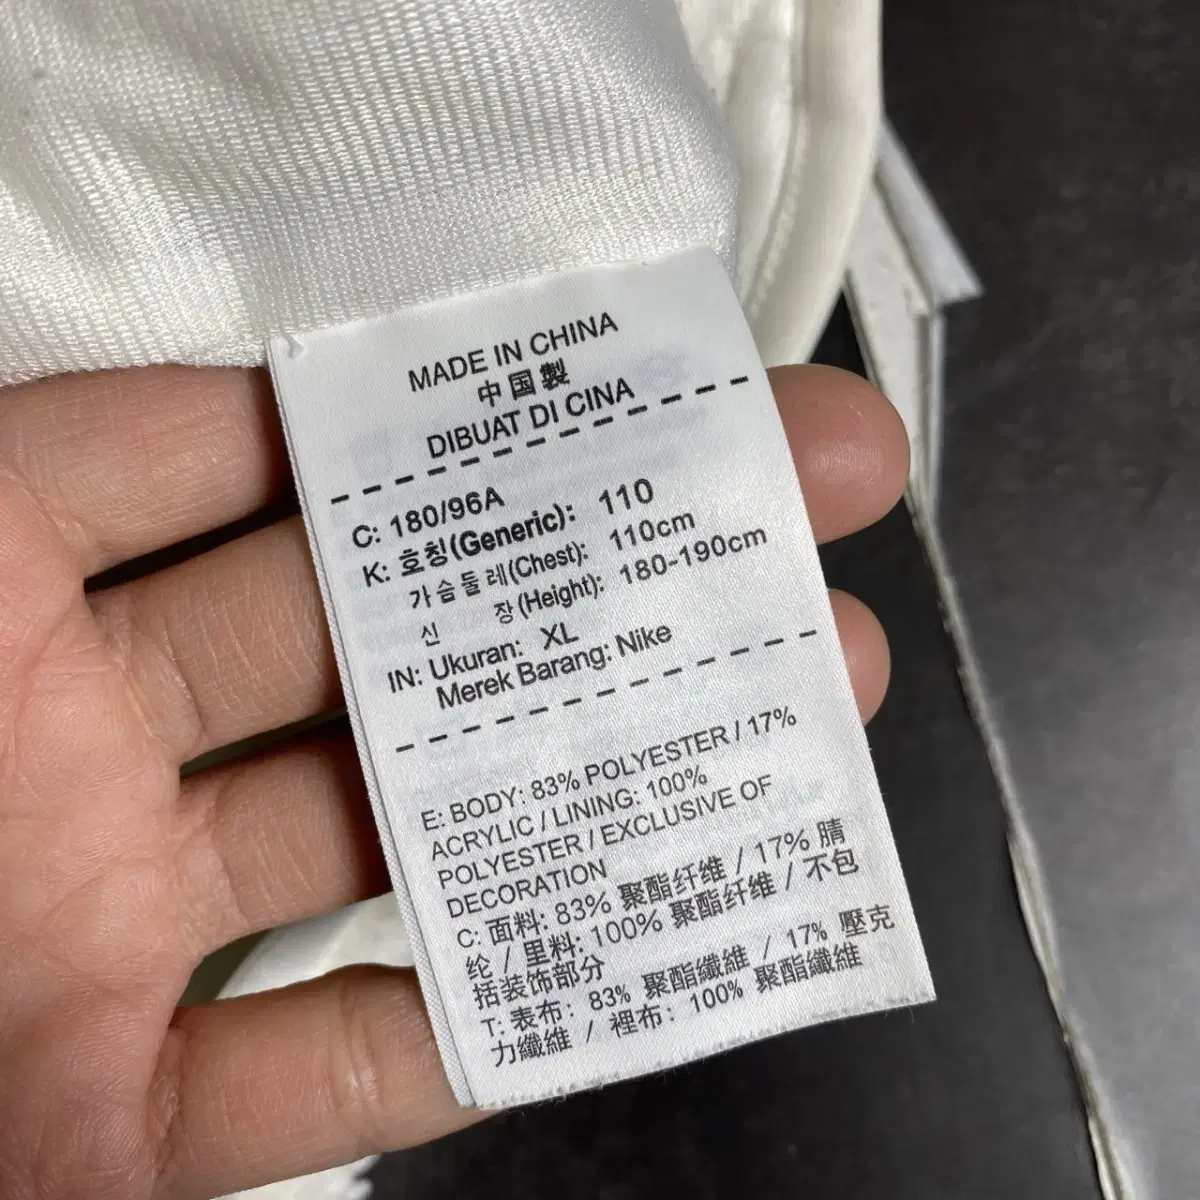 MADE IN CHINA
中国製
DIBUAT DI CINA
C: 180/96A
K: 호칭(Generic): 110
가슴둘레(Chest): 110cm
신 장(Height): 180-190cm
IN: Ukuran: XL
Merek Barang: Nike
E: BODY: 83% POLYESTER / 17%
ACRYLIC / LINING: 100%
POLYESTER / EXCLUSIVE OF
DECORATION
C: 面料: 83% 聚酯纤维 / 17% 腈
纶 / 里料: 100% 聚酯纤维 / 不包
括装饰部分
T: 表布: 83% 聚酯纖維 / 17% 壓克
力纖維 / 裡布: 100% 聚酯纖維